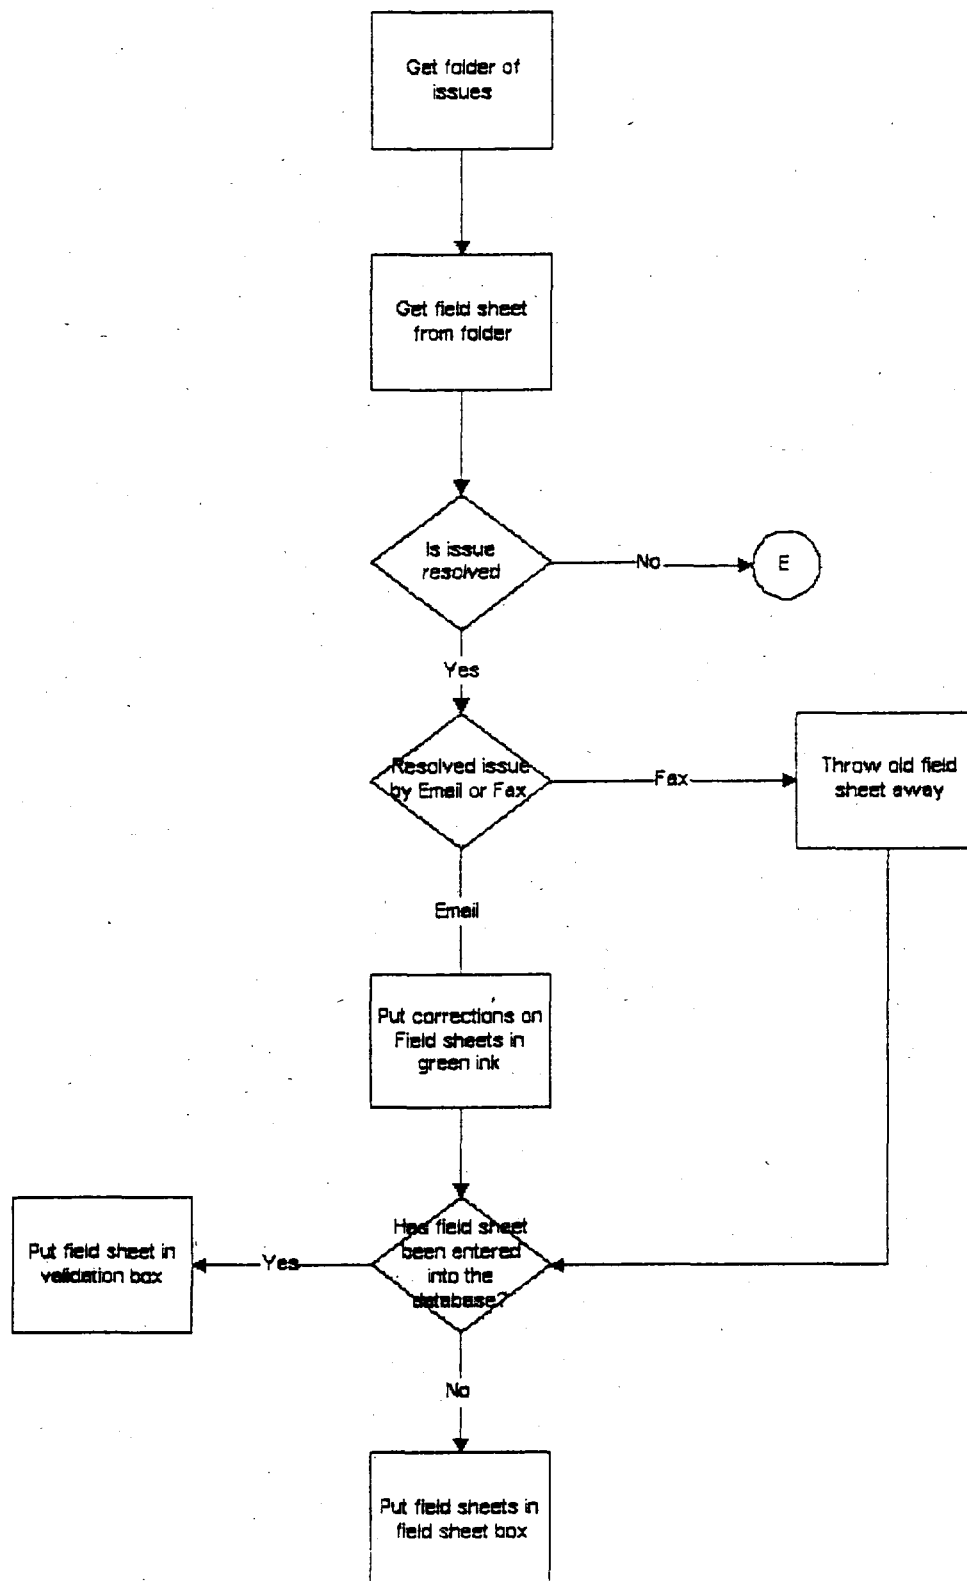 Get folder of
issues
Get field sheet
from folder
Is issue
resolved
No
E
Yes
Resolved issue
by Email or Fax
Fax
Throw old field
sheet away
Email
Put corrections on
Field sheets in
green ink
Has field sheet
been entered
into the
database?
Yes
Put field sheet in
validation box
No
Put field sheets in
field sheet box